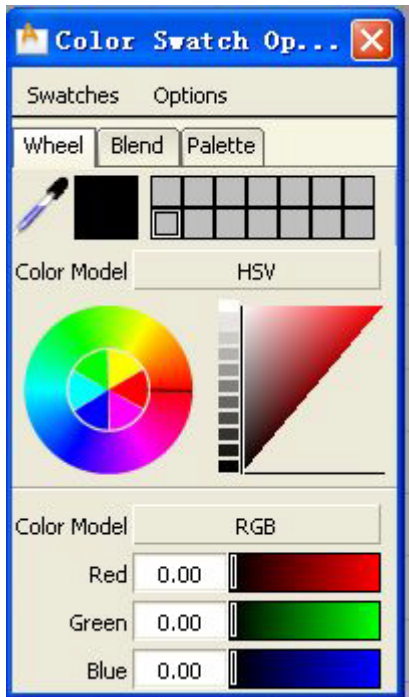 Color Swatch Op...
Swatches Options
Wheel Blend Palette
Color Model HSV
Color Model RGB
Red 0.00
Green 0.00
Blue 0.00